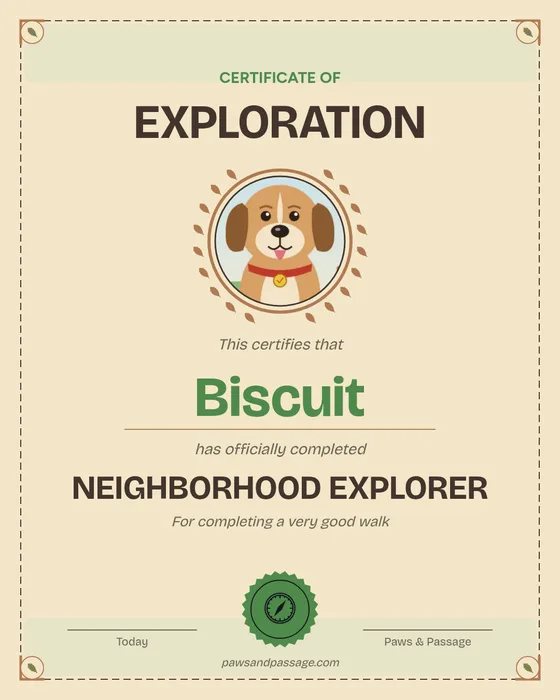 CERTIFICATE OF
EXPLORATION
This certifies that
Biscuit
has officially completed
NEIGHBORHOOD EXPLORER
For completing a very good walk
Today
Paws & Passage
pawsandpassage.com